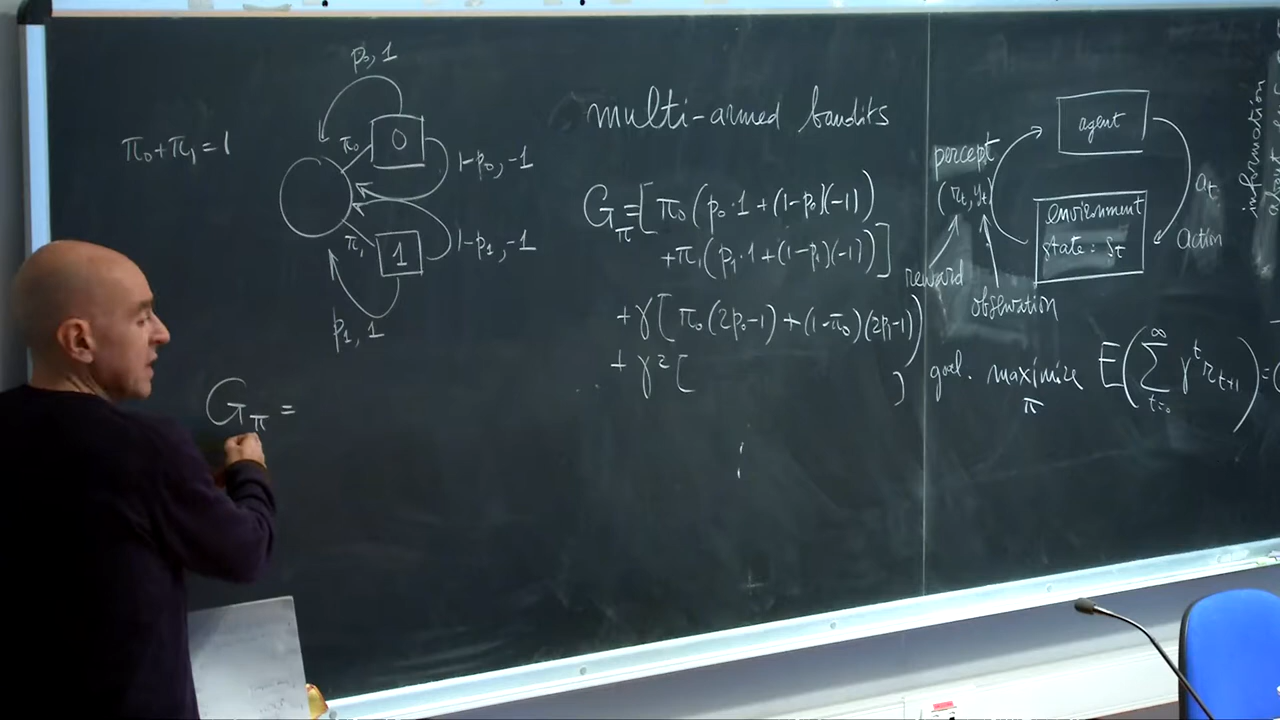 π₀+π₁=1
p₀, 1
π₀
0
1-p₀, -1
π₁
1
1-p₁, -1
p₁, 1
G_π =
multi-armed bandits
G_π = [ π₀ (p₀·1 + (1-p₀)(-1))
+π₁(p₁·1+(1-p₁)(-1)) ]
+ γ [ π₀(2p₀-1) + (1-π₀)(2p₁-1) )
+ γ² [ ]
⋮
agent
percept
(r_t, y_t)
a_t
action
environment
state: s_t
reward
observation
goal. maximize E( ∑ γ^t r_{t+1} ) = (
π
t=0
∞
information